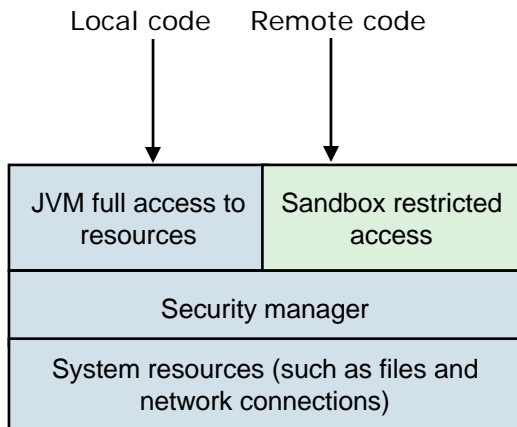 Local code
Remote code
JVM full access to
resources
Sandbox restricted
access
Security manager
System resources (such as files and
network connections)